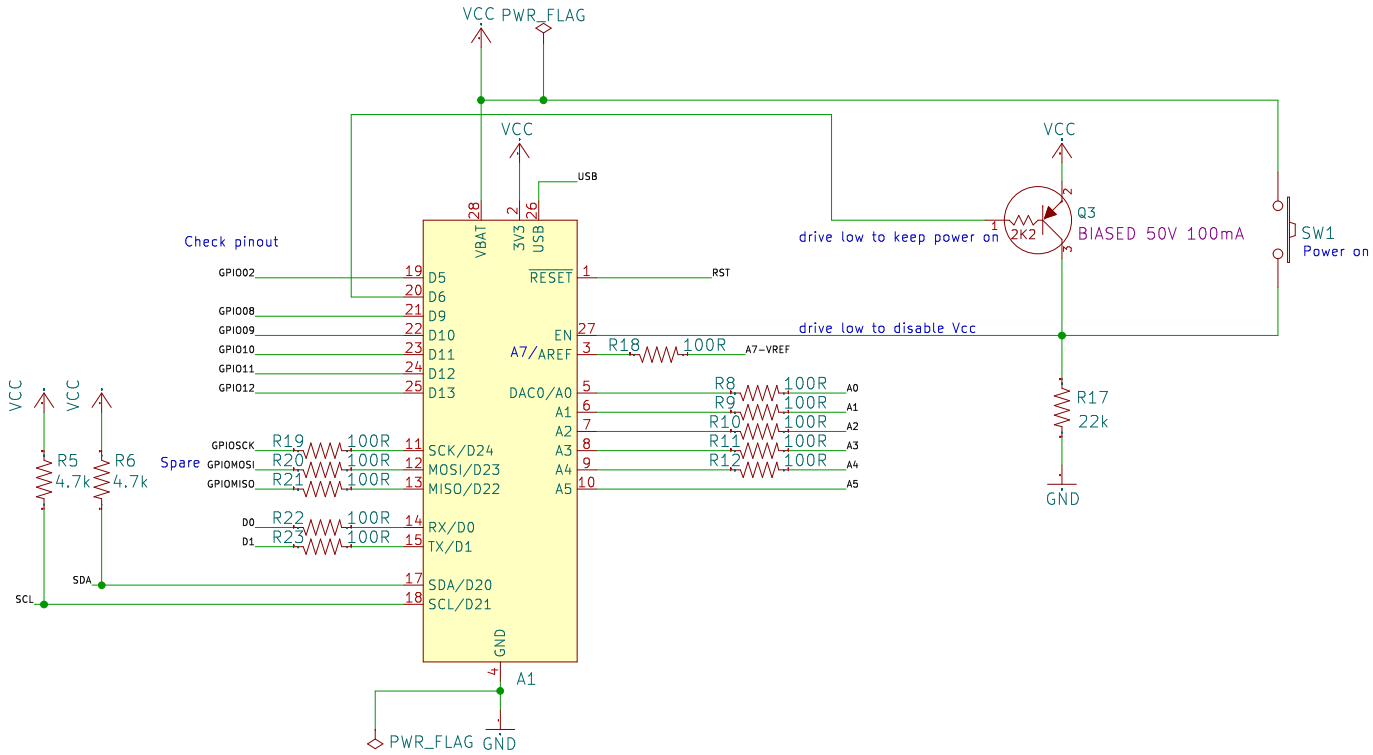 VCC PWR_FLAG
VCC
USB
VCC
28
2
26
VBAT
3V3
USB
2
Q3
1
2K2
BIASED 50V 100mA
3
drive low to keep power on
SW1
Power on
Check pinout
GPIO02 19 D5
RESET 1 RST
20 D6
GPIO08 21 D9
GPIO09 22 D10
EN 27
drive low to disable Vcc
GPIO10 23 D11
A7/AREF 3 R18 100R A7-VREF
GPIO11 24 D12
GPIO12 25 D13
DAC0/A0 5 R8 100R A0
A1 6 R9 100R A1
A2 7 R10 100R A2
A3 8 R11 100R A3
A4 9 R12 100R A4
A5 10 A5
R17
22k
GND
VCC
VCC
R5
4.7k
R6
4.7k
Spare
GPIOSCK R19 100R 11 SCK/D24
GPIOMOSI R20 100R 12 MOSI/D23
GPIOMISO R21 100R 13 MISO/D22
D0 R22 100R 14 RX/D0
D1 R23 100R 15 TX/D1
SDA 17 SDA/D20
SCL 18 SCL/D21
GND
4
A1
PWR_FLAG GND